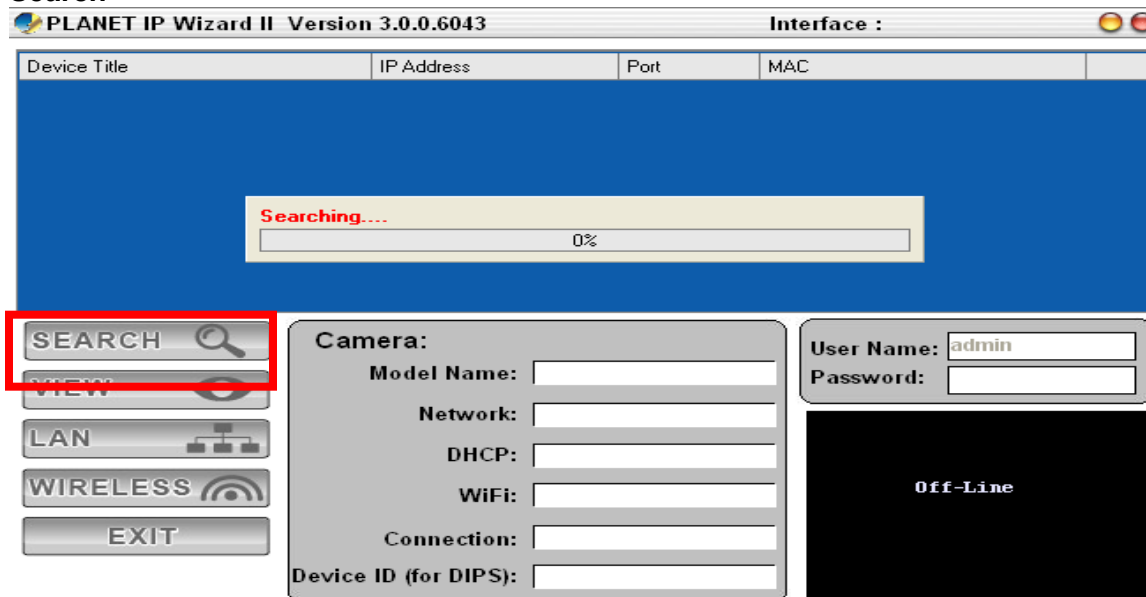 Search
PLANET IP Wizard II Version 3.0.0.6043 Interface :
Device Title IP Address Port MAC
Searching....
0%
SEARCH
VIEW
LAN
WIRELESS
EXIT
Camera:
Model Name:
Network:
DHCP:
WiFi:
Connection:
Device ID (for DIPS):
User Name: admin
Password:
Off-Line